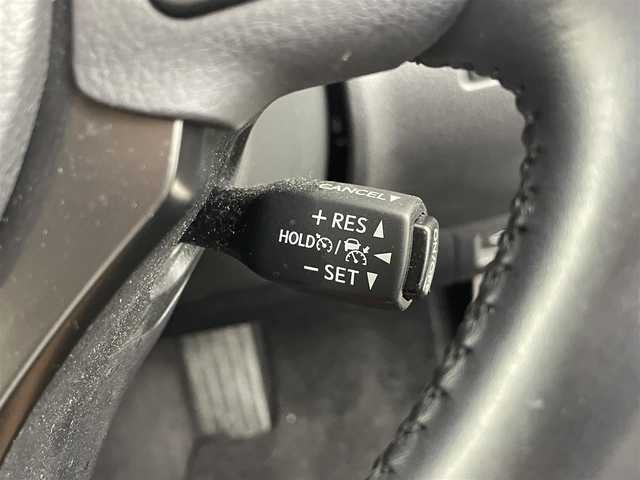 CANCEL▼
+ RES ▲
HOLD / ◀
− SET ▼